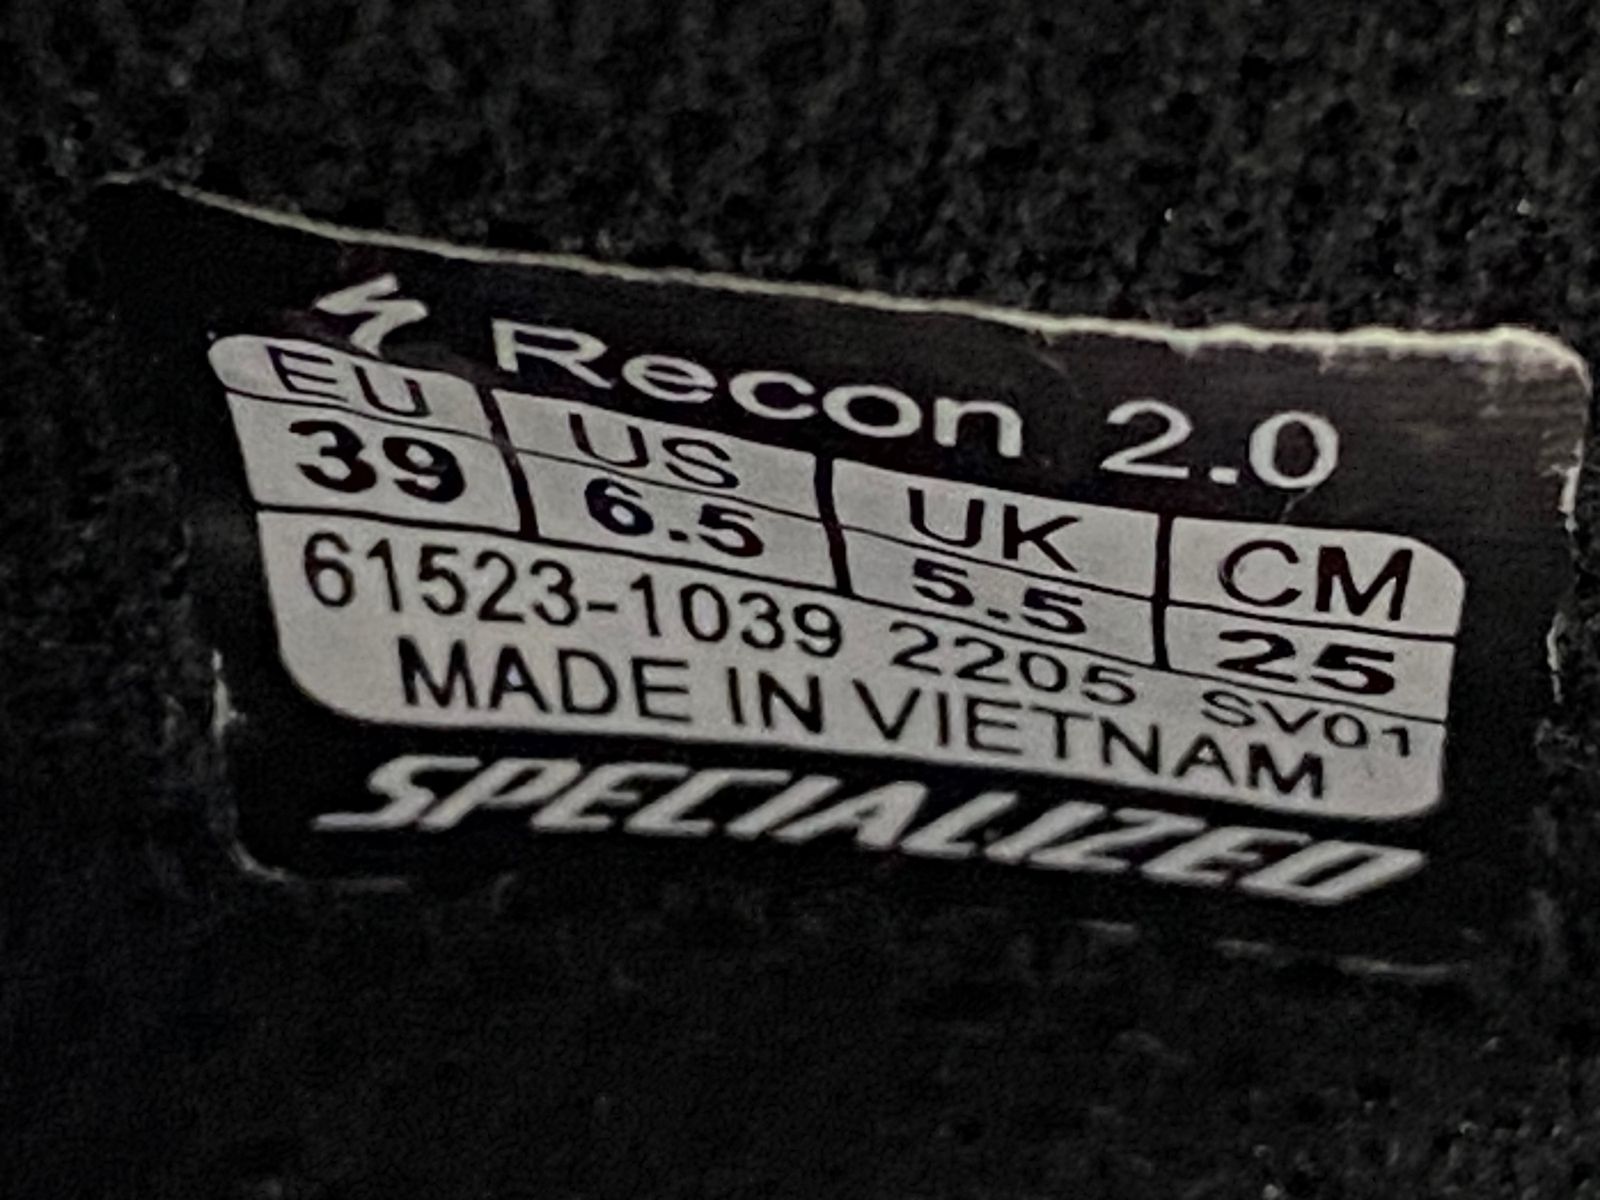 Recon 2.0
EU US UK CM
39 6.5 5.5 25
61523-1039 2205 SV01
MADE IN VIETNAM
SPECIALIZED